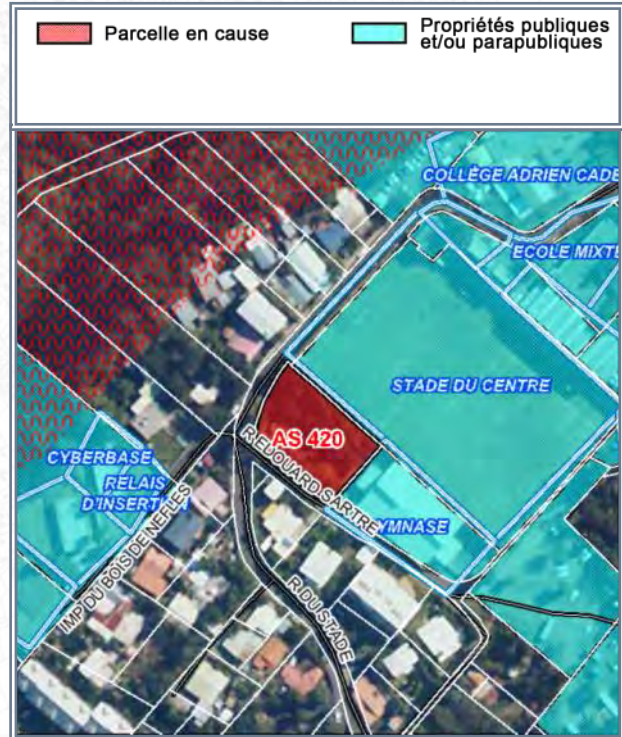 Parcelle en cause
Propriétés publiques
et/ou parapubliques
COLLÈGE ADRIEN CADE
ECOLE MIXTE
STADE DU CENTRE
AS 420
R EDOUARD SARTRE
CYBERBASE
RELAIS
D'INSERTION
IMP DU BOIS DE NEFLES
YMNASE
R DU STADE